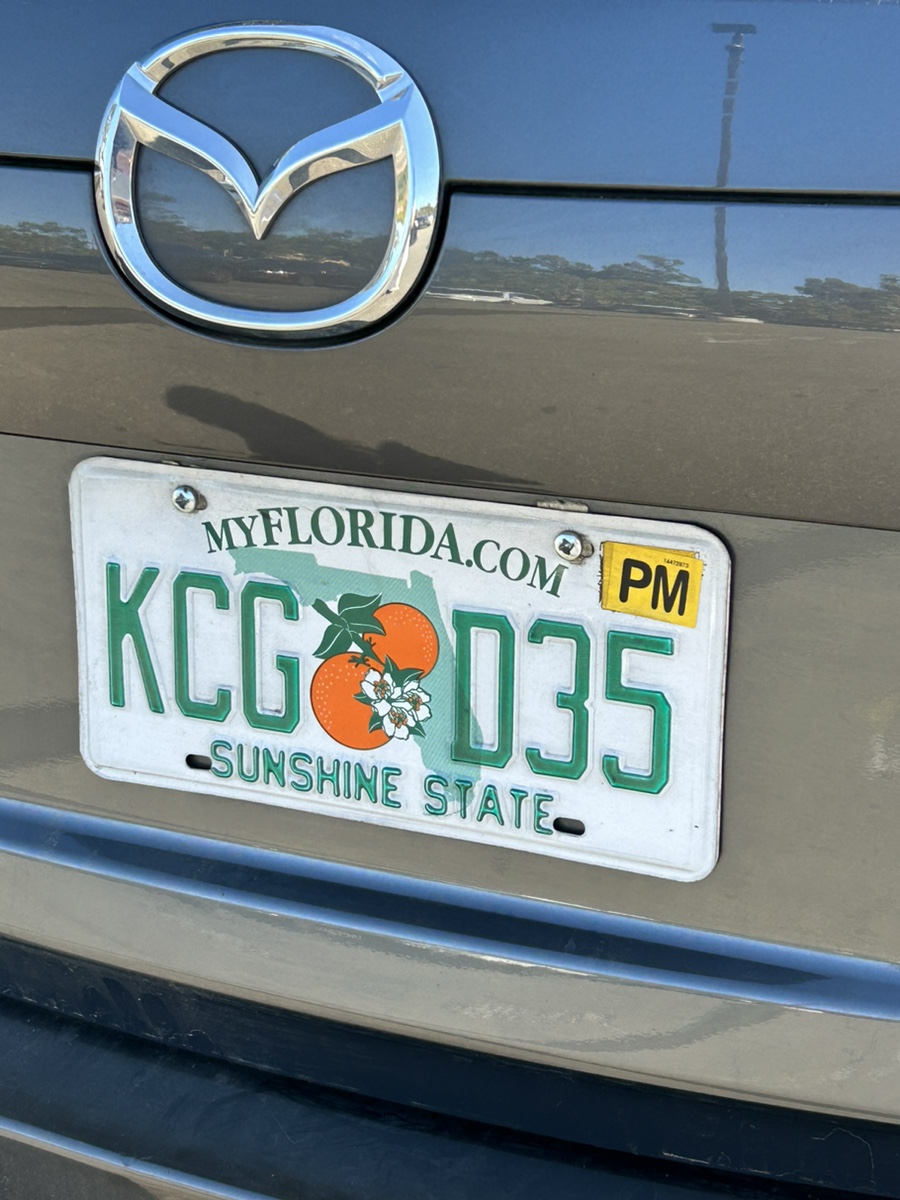 MYFLORIDA.COM
PM
KCG D35
SUNSHINE STATE